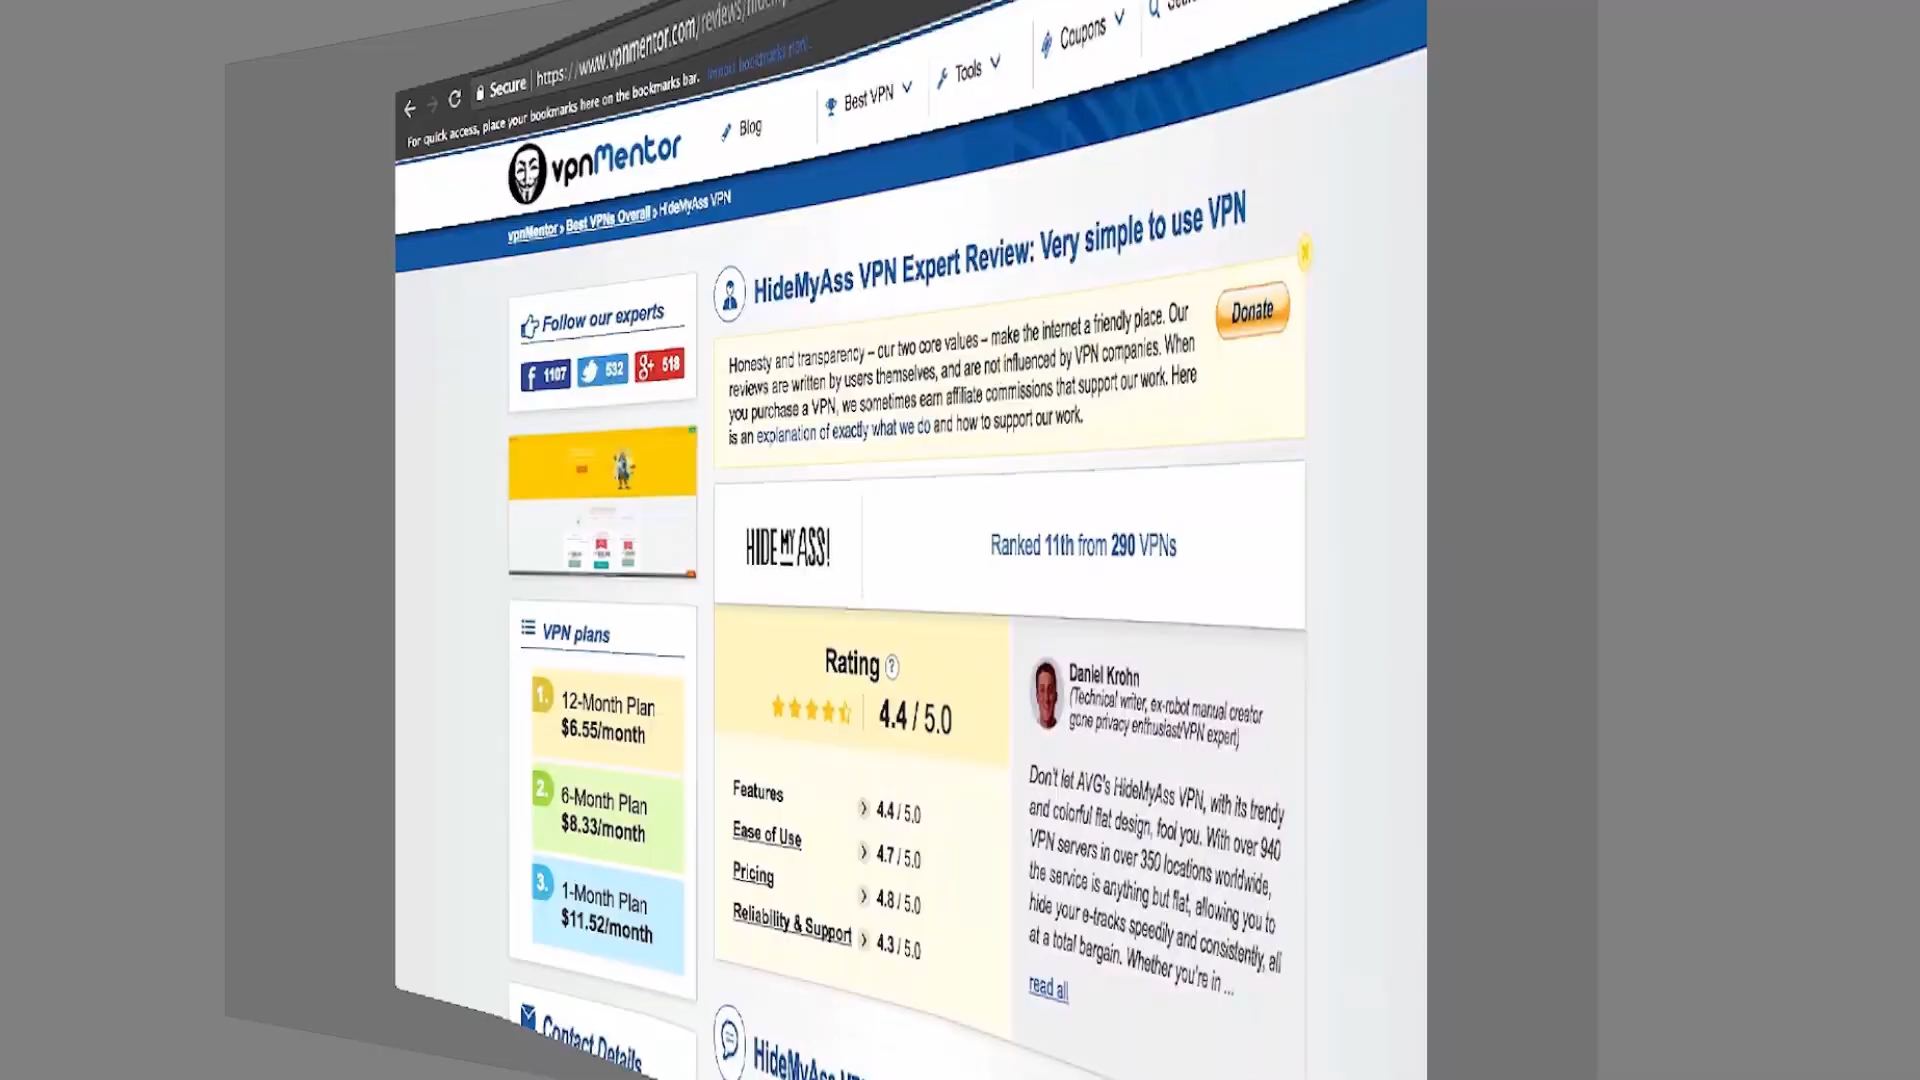 Secure https://www.vpnmentor.com/reviews/
For quick access, place your bookmarks here on the bookmarks bar. Import bookmarks now...
vpnMentor
Blog
Best VPN
Tools
Coupons
vpnMentor » Best VPNs Overall » HideMyAss VPN
Follow our experts
1107
532
518
VPN plans
1. 12-Month Plan
$6.55/month
2. 6-Month Plan
$8.33/month
3. 1-Month Plan
$11.52/month
Contact Details
HideMyAss VPN Expert Review: Very simple to use VPN
X
Honesty and transparency – our two core values – make the internet a friendly place. Our
reviews are written by users themselves, and are not influenced by VPN companies. When
you purchase a VPN, we sometimes earn affiliate commissions that support our work. Here
is an explanation of exactly what we do and how to support our work.
Donate
HIDE MY ASS!
Ranked 11th from 290 VPNs
Rating ?
4.4 / 5.0
Features 4.4 / 5.0
Ease of Use 4.7 / 5.0
Pricing 4.8 / 5.0
Reliability & Support 4.3 / 5.0
Daniel Krohn
(Technical writer, ex-robot manual creator
gone privacy enthusiast/VPN expert)
Don't let AVG's HideMyAss VPN, with its trendy
and colorful flat design, fool you. With over 940
VPN servers in over 350 locations worldwide,
the service is anything but flat, allowing you to
hide your e-tracks speedily and consistently, all
at a total bargain. Whether you're in ...
read all
HideMyAss